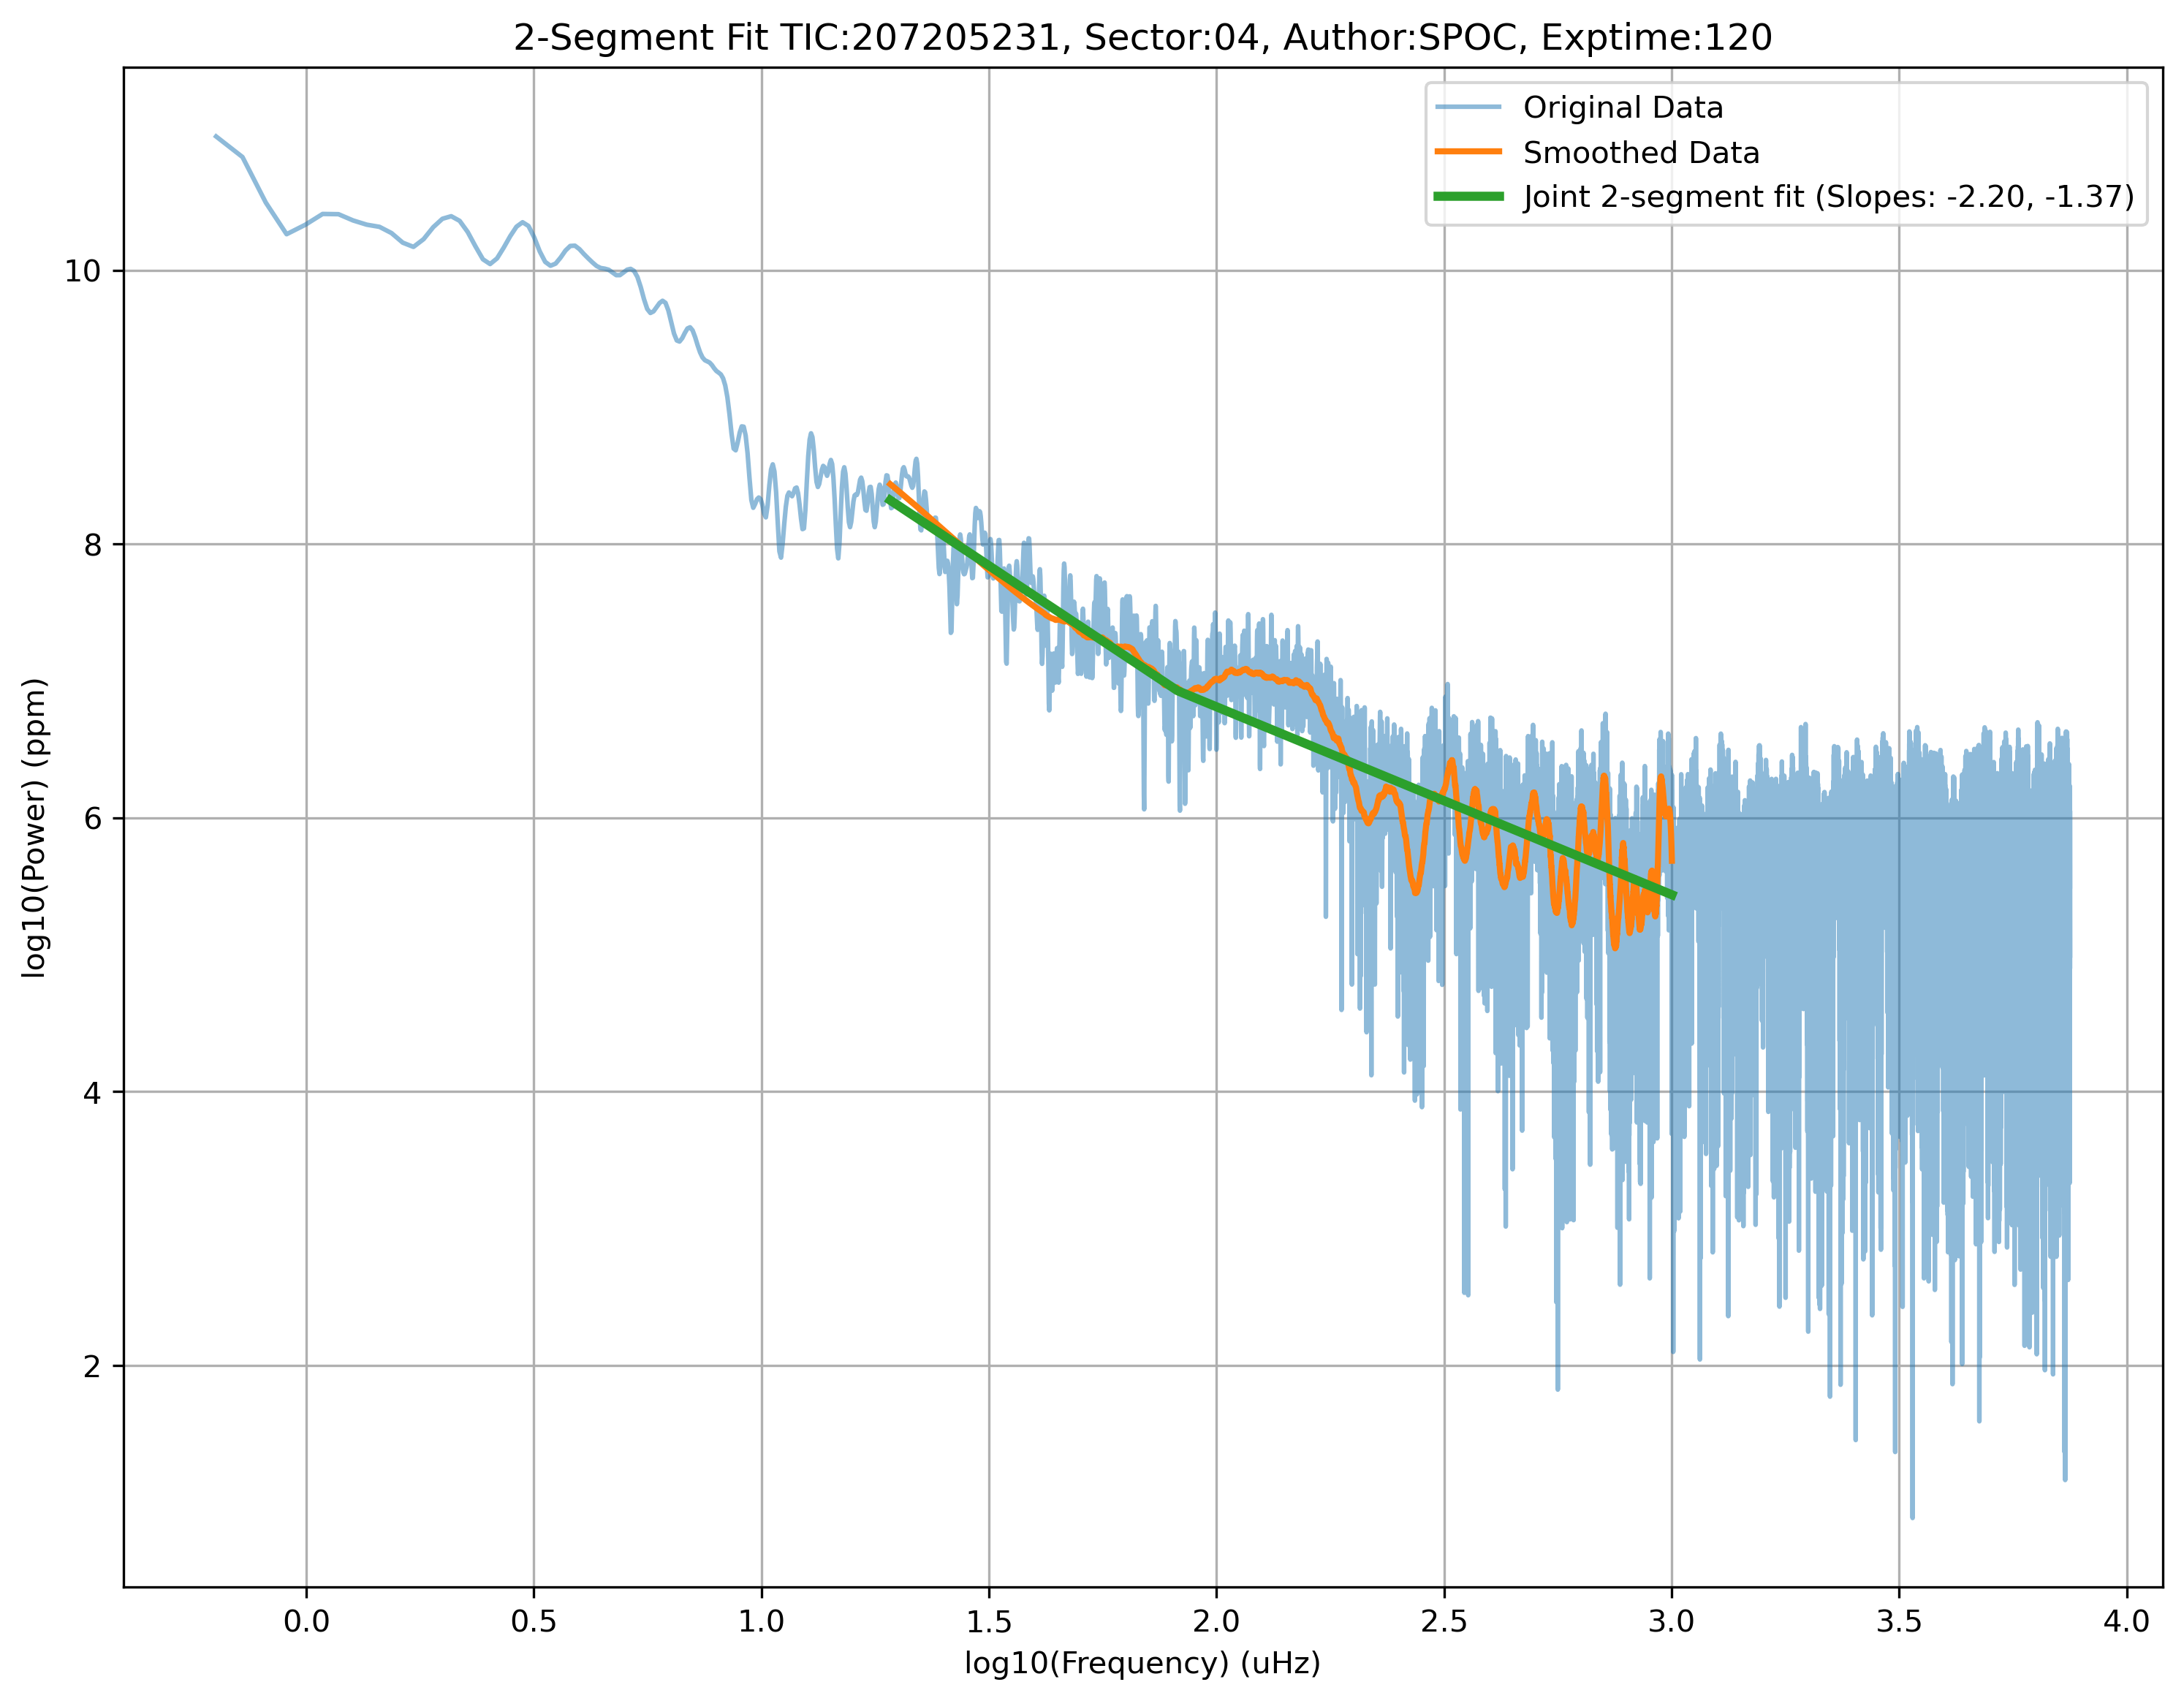 2-Segment Fit TIC:207205231, Sector:04, Author:SPOC, Exptime:120
Original Data
Smoothed Data
Joint 2-segment fit (Slopes: -2.20, -1.37)
log10(Power) (ppm)
10
8
6
4
2
0.0 0.5 1.0 1.5 2.0 2.5 3.0 3.5 4.0
log10(Frequency) (uHz)